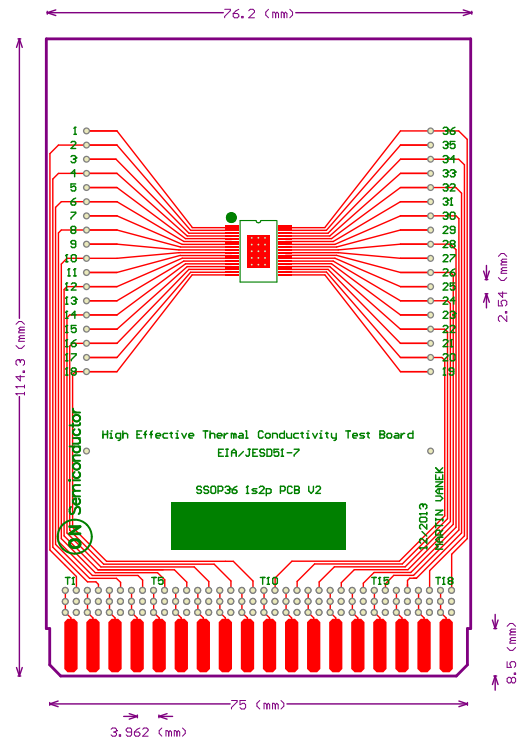 76.2 (mm)
1 36
2 35
3 34
4 33
5 32
6 31
7 30
8 29
9 28
10 27
11 26
12 25
13 24
14 23
15 22
16 21
17 20
18 19
2.54 (mm)
114.3 (mm)
ON Semiconductor
High Effective Thermal Conductivity Test Board
EIA/JESD51-7
SSOP36 1s2p PCB V2
12/2013
MARTIN VANEK
T1 T5 T10 T15 T18
8.5 (mm)
75 (mm)
3.962 (mm)